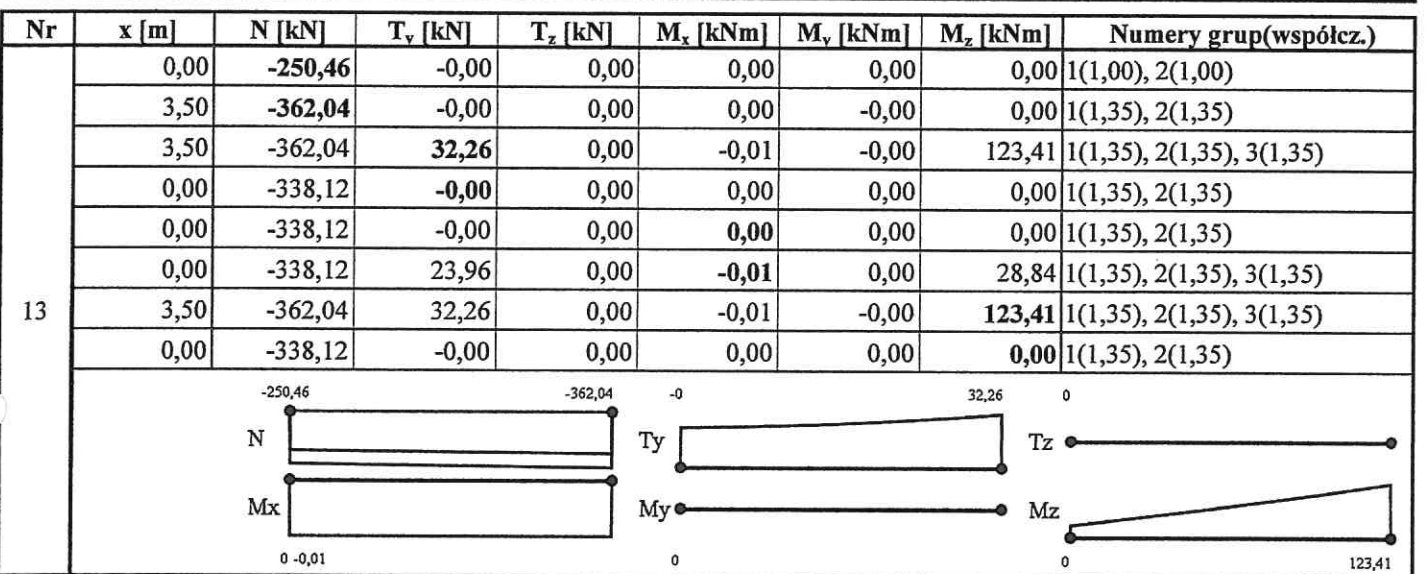 Nr x [m] N [kN] Ty [kN] Tz [kN] Mx [kNm] My [kNm] Mz [kNm] Numery grup(współcz.)
0,00 -250,46 -0,00 0,00 0,00 0,00 0,00 1(1,00), 2(1,00)
3,50 -362,04 -0,00 0,00 0,00 -0,00 0,00 1(1,35), 2(1,35)
3,50 -362,04 32,26 0,00 -0,01 -0,00 123,41 1(1,35), 2(1,35), 3(1,35)
0,00 -338,12 -0,00 0,00 0,00 0,00 0,00 1(1,35), 2(1,35)
0,00 -338,12 -0,00 0,00 0,00 0,00 0,00 1(1,35), 2(1,35)
0,00 -338,12 23,96 0,00 -0,01 0,00 28,84 1(1,35), 2(1,35), 3(1,35)
13 3,50 -362,04 32,26 0,00 -0,01 -0,00 123,41 1(1,35), 2(1,35), 3(1,35)
0,00 -338,12 -0,00 0,00 0,00 0,00 0,00 1(1,35), 2(1,35)
-250,46 -362,04 -0 32,26 0
N Ty Tz
Mx My Mz
0 -0,01 0 0 123,41